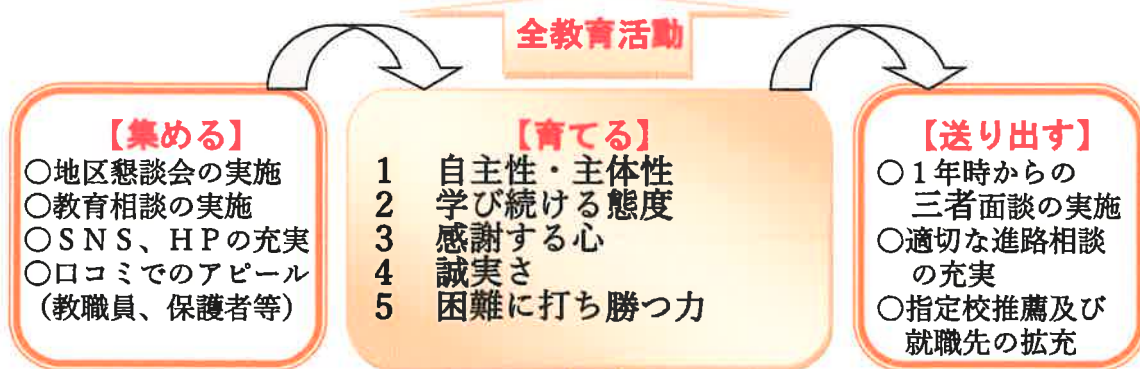 全教育活動
【集める】
○地区懇談会の実施
○教育相談の実施
○ＳＮＳ、ＨＰの充実
○口コミでのアピール
（教職員、保護者等）
【育てる】
1　自主性・主体性
2　学び続ける態度
3　感謝する心
4　誠実さ
5　困難に打ち勝つ力
【送り出す】
○１年時からの
三者面談の実施
○適切な進路相談
の充実
○指定校推薦及び
就職先の拡充